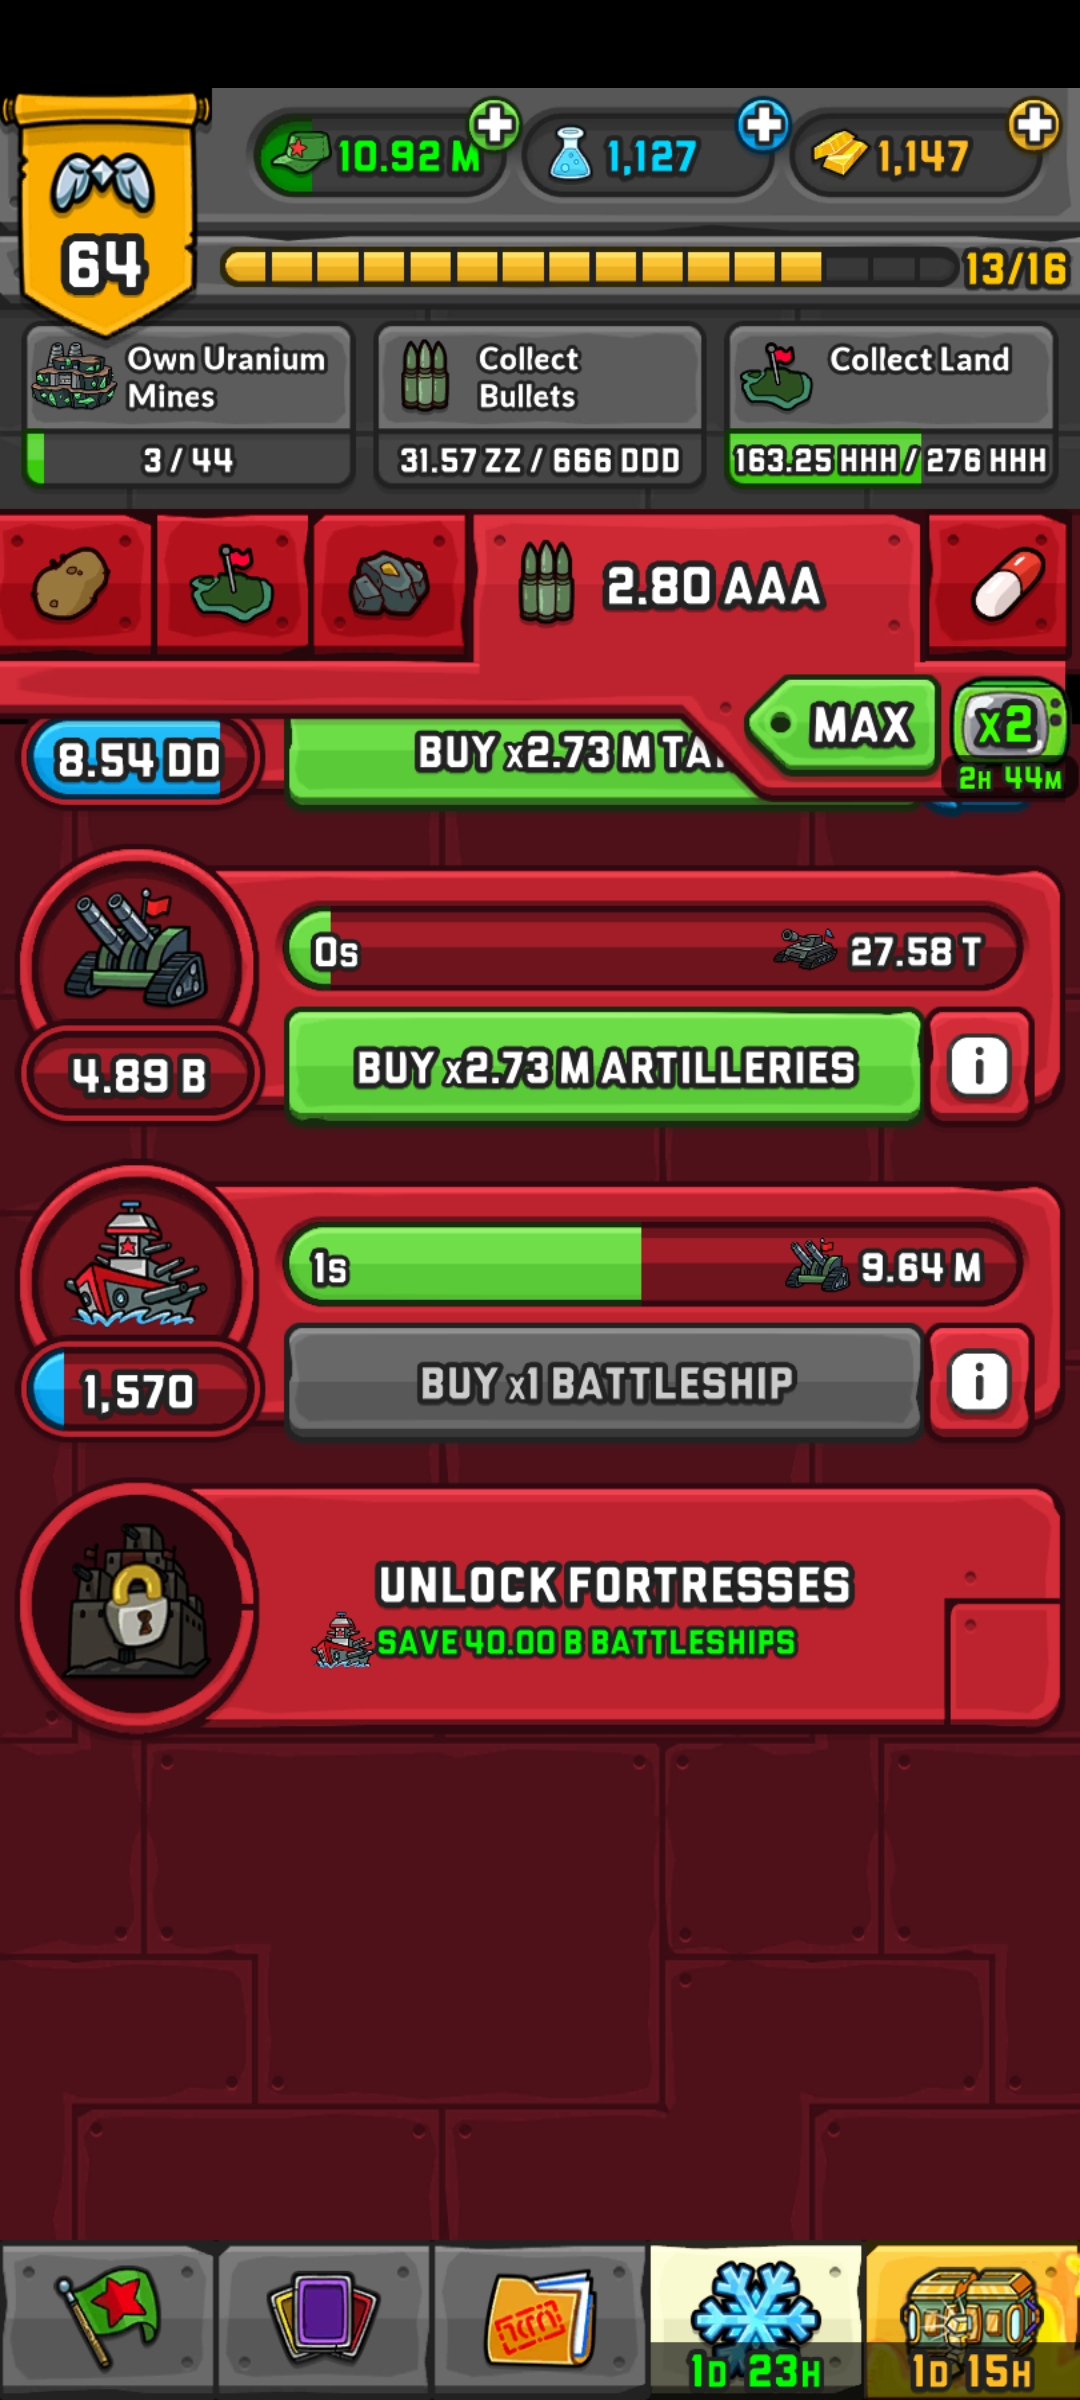 10.92 M
1,127
1,147
64
13/16
Own Uranium
Mines
3 / 44
Collect
Bullets
31.57 ZZ / 666 DDD
Collect Land
163.25 HHH / 276 HHH
2.80 AAA
MAX
x2
2H 44M
8.54 DD
BUY x2.73 M TA
0s
27.58 T
4.89 B
BUY x2.73 M ARTILLERIES
i
1s
9.64 M
1,570
BUY x1 BATTLESHIP
i
UNLOCK FORTRESSES
SAVE 40.00 B BATTLESHIPS
1D 23H
1D 15H